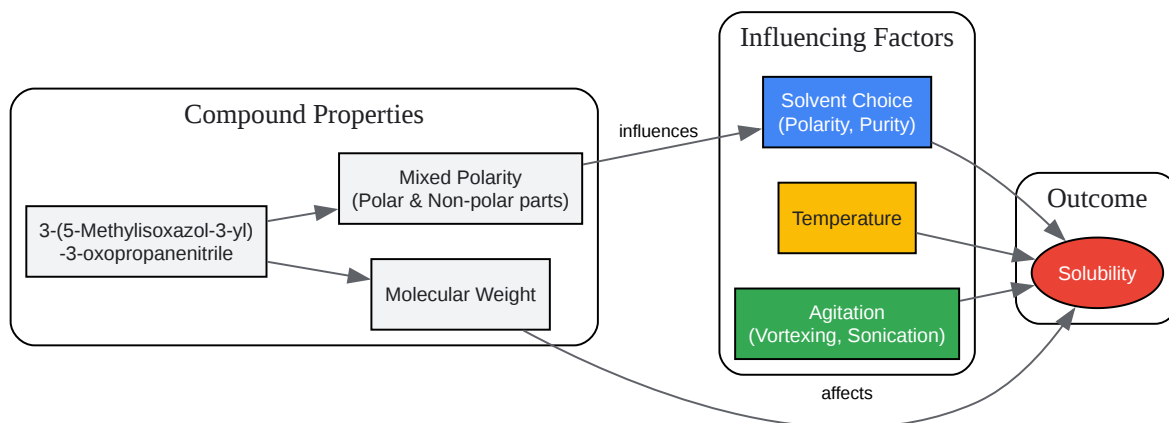 Compound Properties
3-(5-Methylisoxazol-3-yl)
-3-oxopropanenitrile
Mixed Polarity
(Polar & Non-polar parts)
Molecular Weight
influences
Influencing Factors
Solvent Choice
(Polarity, Purity)
Temperature
Agitation
(Vortexing, Sonication)
affects
Outcome
Solubility